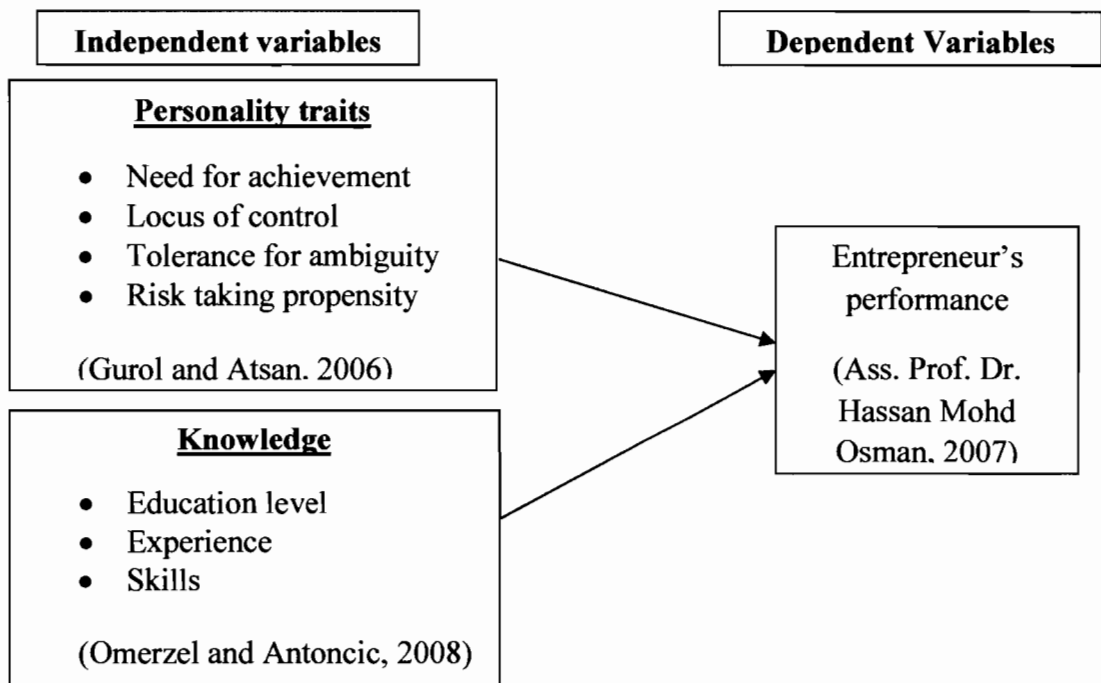 Independent variables
Dependent Variables
Personality traits
• Need for achievement
• Locus of control
• Tolerance for ambiguity
• Risk taking propensity
(Gurol and Atsan. 2006)
Knowledge
• Education level
• Experience
• Skills
(Omerzel and Antoncic, 2008)
Entrepreneur's
performance
(Ass. Prof. Dr.
Hassan Mohd
Osman. 2007)